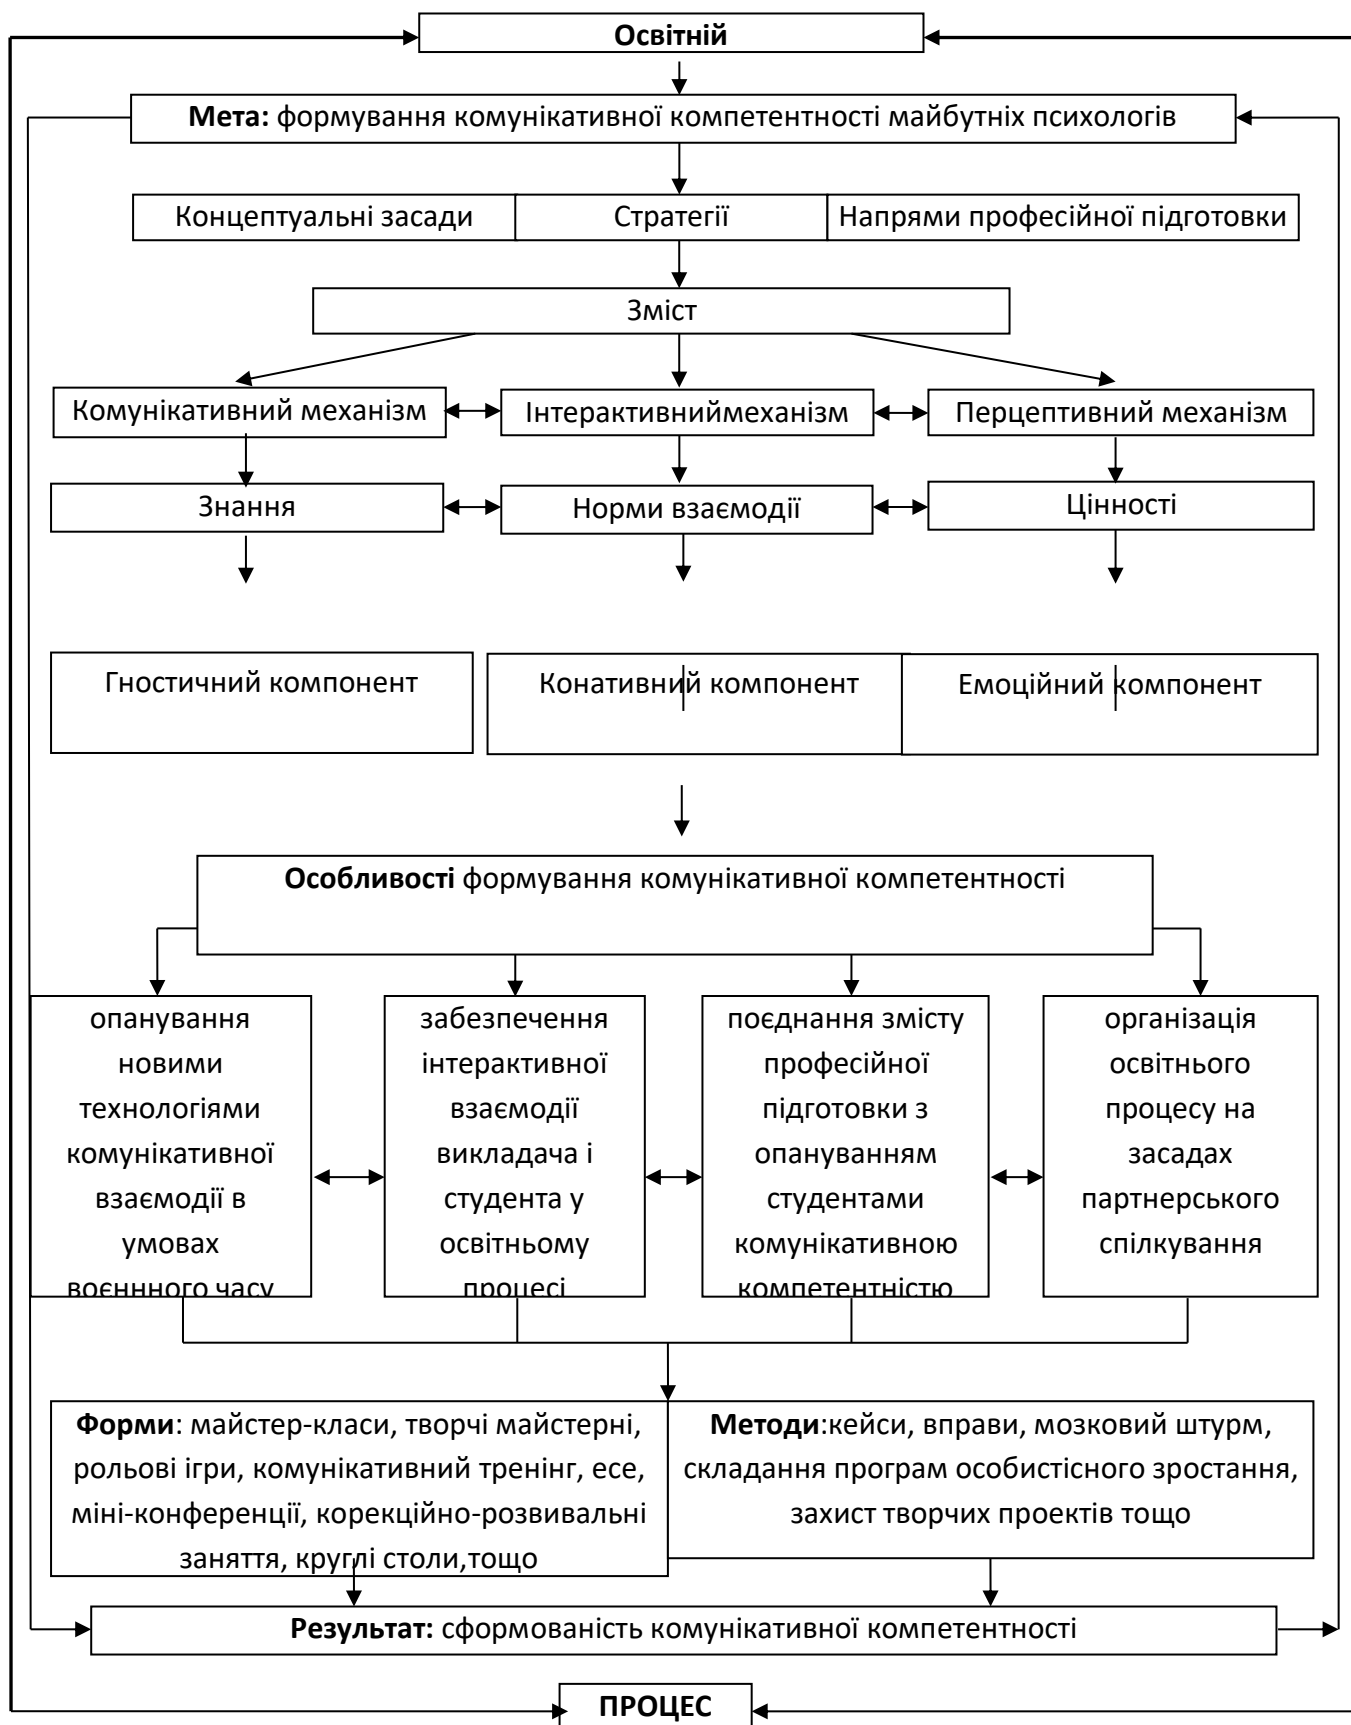 Освітній
Мета: формування комунікативної компетентності майбутніх психологів
Концептуальні засади
Стратегії
Напрями професійної підготовки
Зміст
Комунікативний механізм
Інтерактивниймеханізм
Перцептивний механізм
Знання
Норми взаємодії
Цінності
Гностичний компонент
Конативний компонент
Емоційний компонент
Особливості формування комунікативної компетентності
опанування
новими
технологіями
комунікативної
взаємодії в
умовах
воєннного часу
забезпечення
інтерактивної
взаємодії
викладача і
студента у
освітньому
процесі
поєднання змісту
професійної
підготовки з
опануванням
студентами
комунікативною
компетентністю
організація
освітнього
процесу на
засадах
партнерського
спілкування
Форми: майстер-класи, творчі майстерні,
рольові ігри, комунікативний тренінг, есе,
міні-конференції, корекційно-розвивальні
заняття, круглі столи,тощо
Методи:кейси, вправи, мозковий штурм,
складання програм особистісного зростання,
захист творчих проектів тощо
Результат: сформованість комунікативної компетентності
ПРОЦЕС